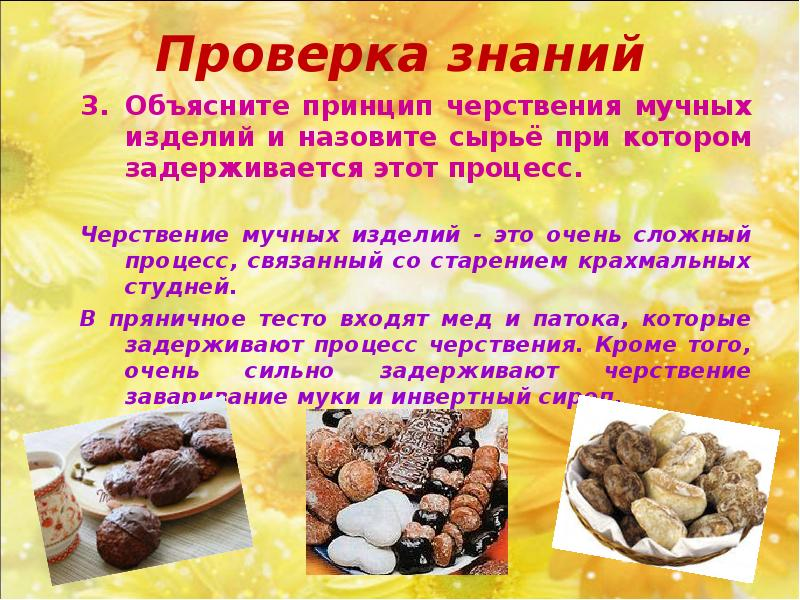 Проверка знаний
3. Объясните принцип черствения мучных
изделий и назовите сырьё при котором
задерживается этот процесс.
Черствение мучных изделий - это очень сложный
процесс, связанный со старением крахмальных
студней.
В пряничное тесто входят мед и патока, которые
задерживают процесс черствения. Кроме того,
очень сильно задерживают черствение
заваривание муки и инвертный сироп.